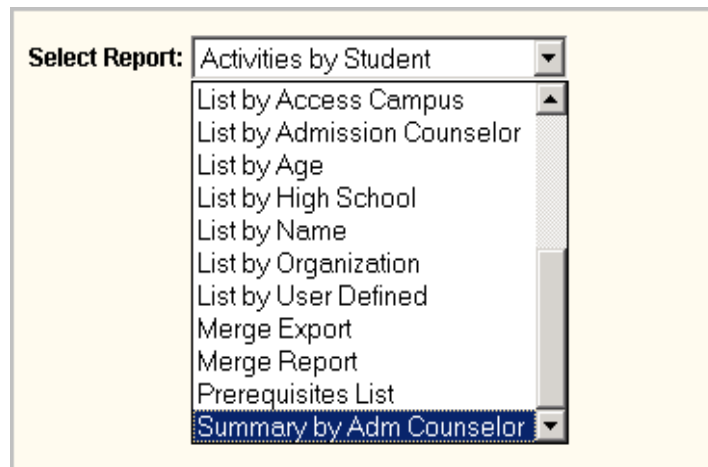 Select Report: Activities by Student
List by Access Campus
List by Admission Counselor
List by Age
List by High School
List by Name
List by Organization
List by User Defined
Merge Export
Merge Report
Prerequisites List
Summary by Adm Counselor